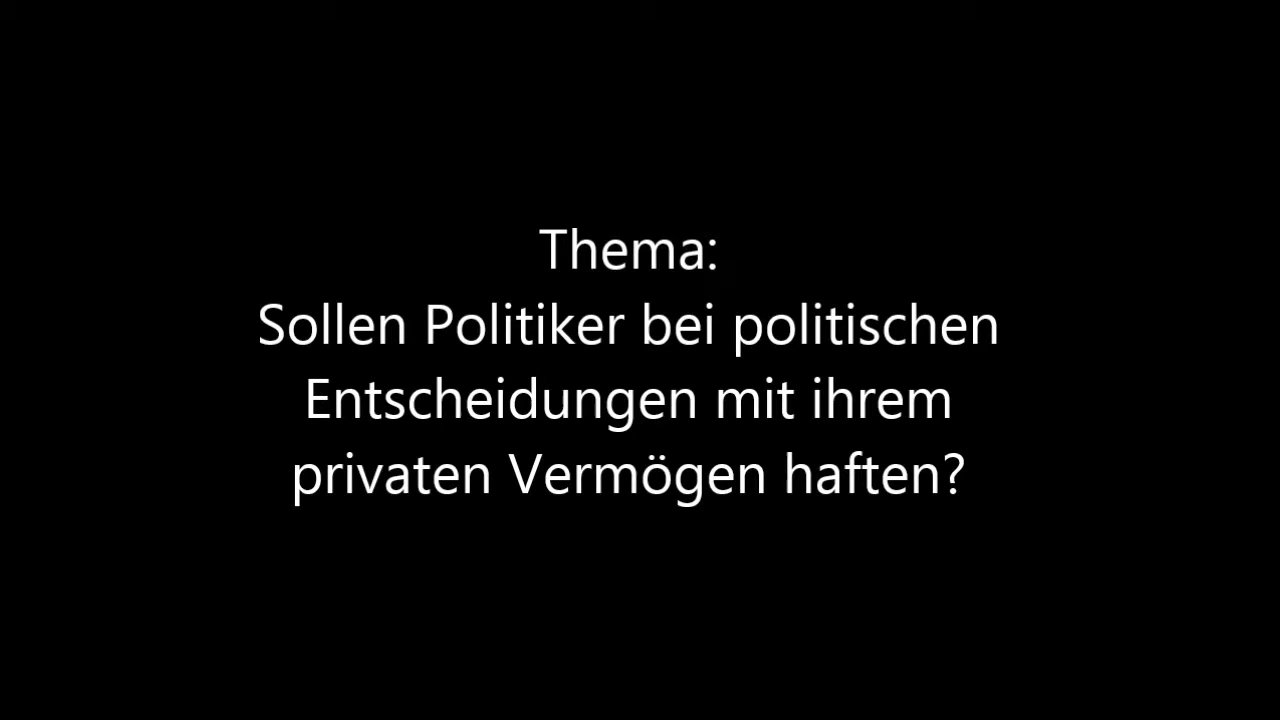 Thema:
Sollen Politiker bei politischen
Entscheidungen mit ihrem
privaten Vermögen haften?